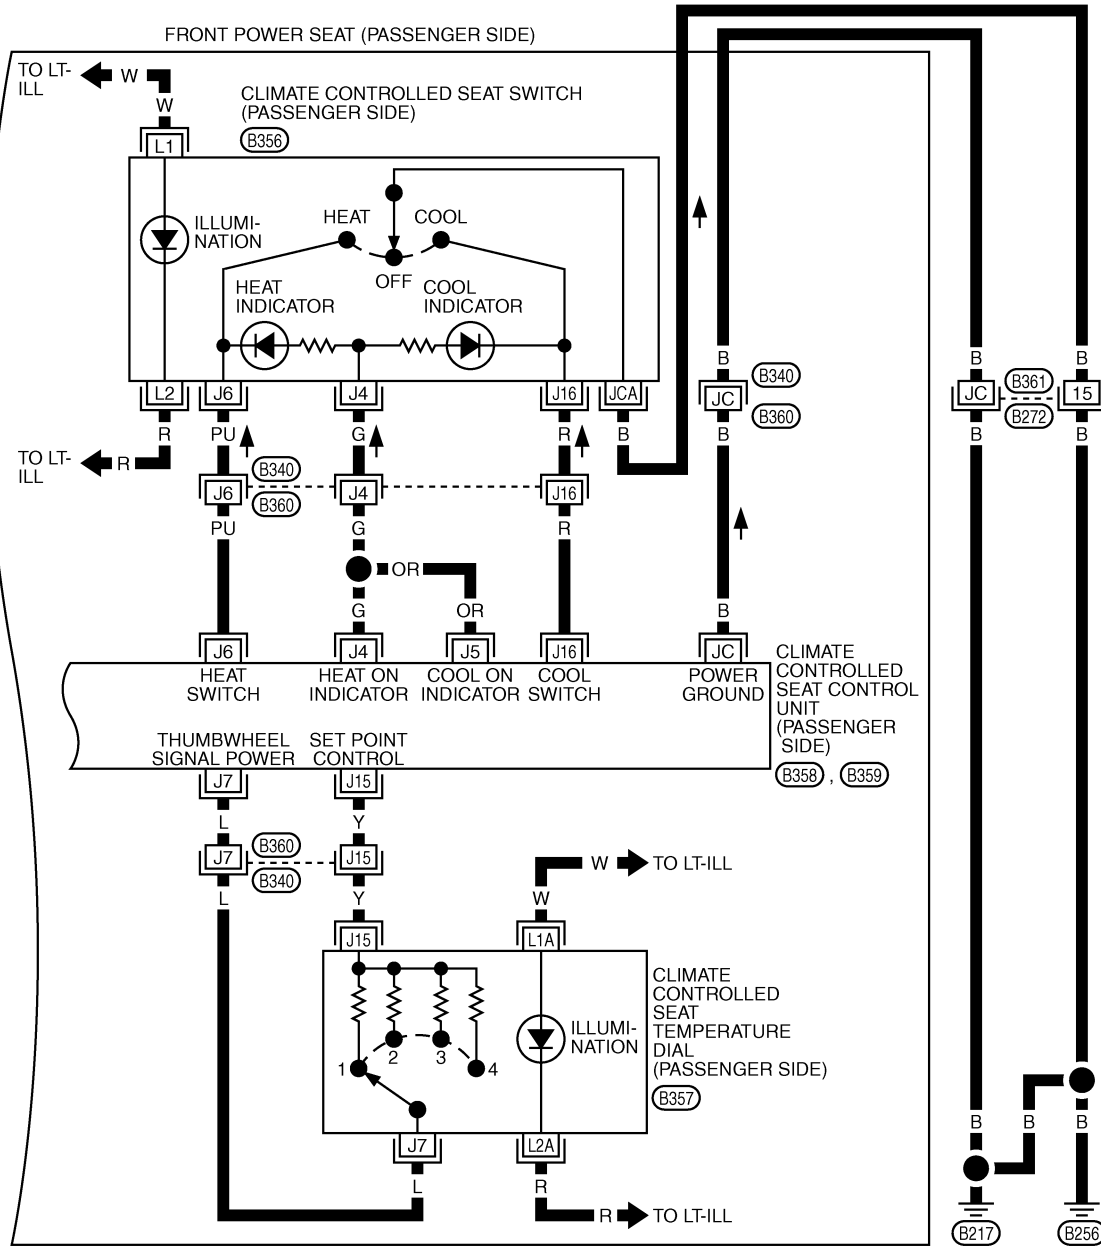 FRONT POWER SEAT (PASSENGER SIDE)
TO LT-
ILL
W
W
CLIMATE CONTROLLED SEAT SWITCH
(PASSENGER SIDE)
B356
L1
ILLUMI-
NATION
HEAT
COOL
OFF
HEAT
INDICATOR
COOL
INDICATOR
L2
J6
J4
J16
JCA
R
PU
G
R
B
TO LT-
ILL
R
B340
J6
J4
J16
B360
PU
G
R
OR
G
OR
B
JC
B340
B360
B
B
B
JC
B361
B272
15
B
B
B
J6
J4
J5
J16
JC
HEAT
SWITCH
HEAT ON
INDICATOR
COOL ON
INDICATOR
COOL
SWITCH
POWER
GROUND
CLIMATE
CONTROLLED
SEAT CONTROL
UNIT
(PASSENGER
SIDE)
B358 , B359
THUMBWHEEL
SIGNAL POWER
SET POINT
CONTROL
J7
J15
L
Y
B360
J7
J15
B340
L
Y
W
TO LT-ILL
W
J15
L1A
1
2
3
4
ILLUMI-
NATION
CLIMATE
CONTROLLED
SEAT
TEMPERATURE
DIAL
(PASSENGER SIDE)
B357
J7
L2A
L
R
R
TO LT-ILL
B
B
B
B217
B256